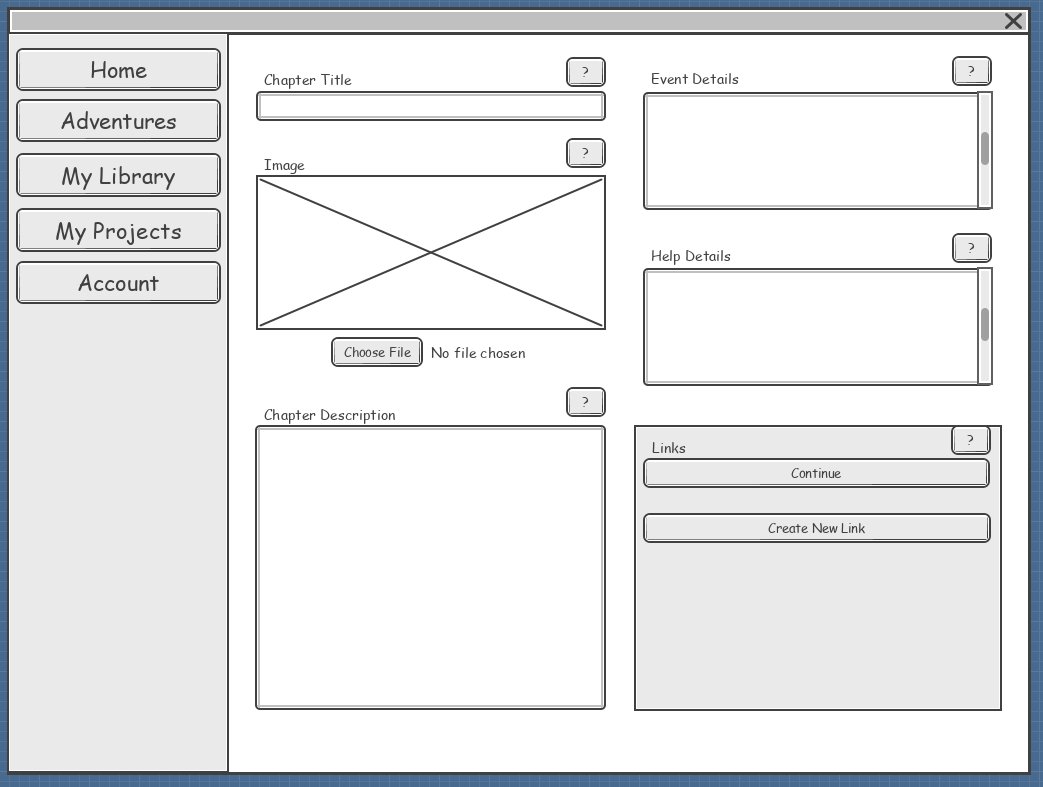 Home
Adventures
My Library
My Projects
Account
Chapter Title
?
Image
?
Choose File
No file chosen
Chapter Description
?
Event Details
?
Help Details
?
Links
?
Continue
Create New Link